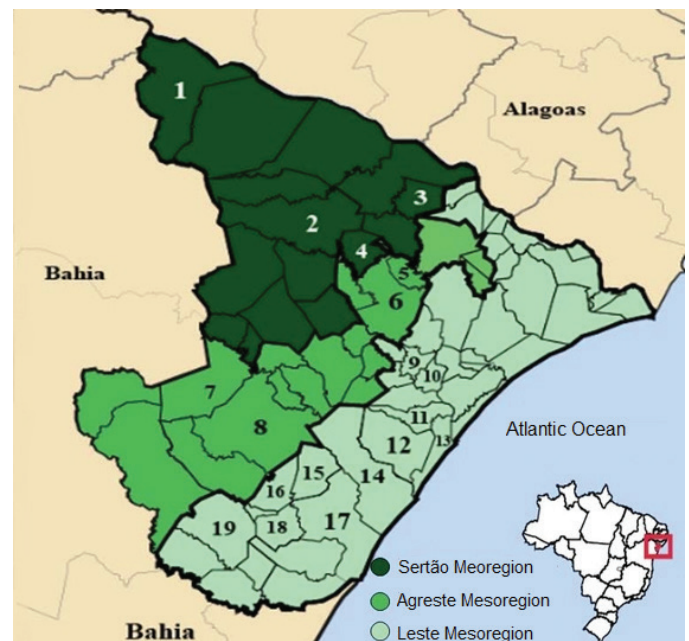 1
Alagoas
3
2
4
Bahia
5
6
9
7
10
11
Atlantic Ocean
8
12
13
15
14
16
17
18
19
Sertão Meoregion
Agreste Mesoregion
Bahia
Leste Mesoregion